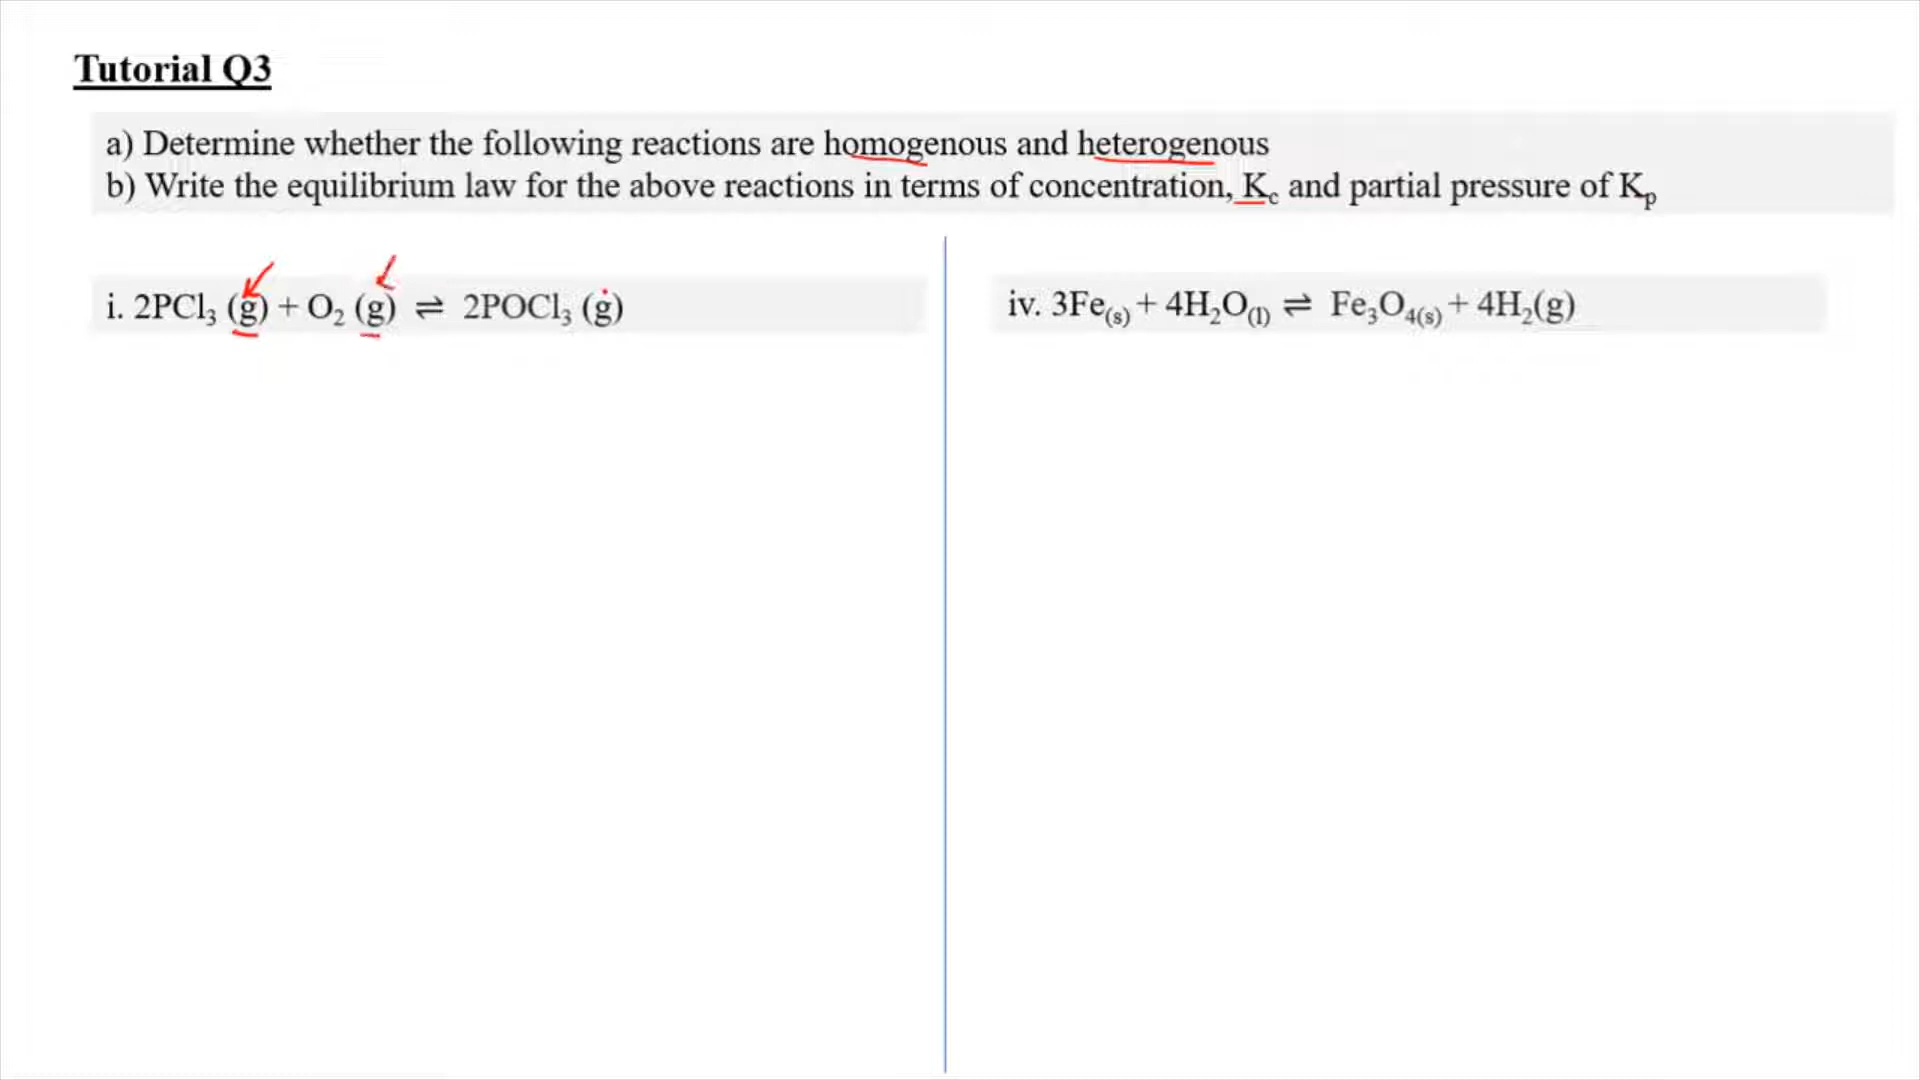 Tutorial Q3
a) Determine whether the following reactions are homogenous and heterogenous
b) Write the equilibrium law for the above reactions in terms of concentration, K꜀ and partial pressure of Kₚ
i. 2PCl₃ (g) + O₂ (g) ⇌ 2POCl₃ (g)
iv. 3Fe₍ₛ₎ + 4H₂O₍ₗ₎ ⇌ Fe₃O₄₍ₛ₎ + 4H₂(g)